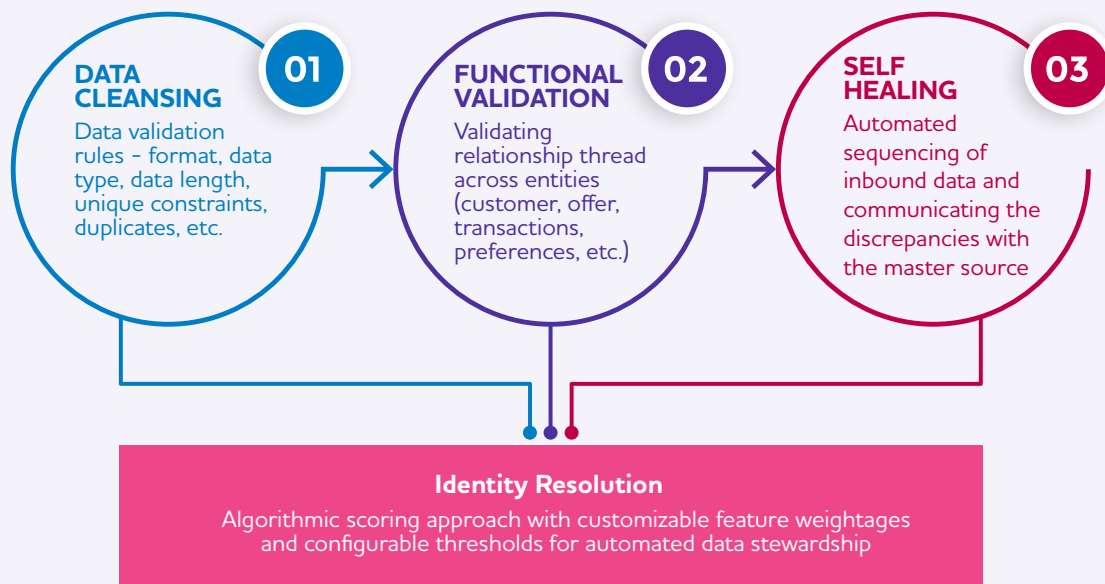 01
DATA
CLEANSING
Data validation
rules - format, data
type, data length,
unique constraints,
duplicates, etc.
02
FUNCTIONAL
VALIDATION
Validating
relationship thread
across entities
(customer, offer,
transactions,
preferences, etc.)
03
SELF
HEALING
Automated
sequencing of
inbound data and
communicating the
discrepancies with
the master source
Identity Resolution
Algorithmic scoring approach with customizable feature weightages
and configurable thresholds for automated data stewardship